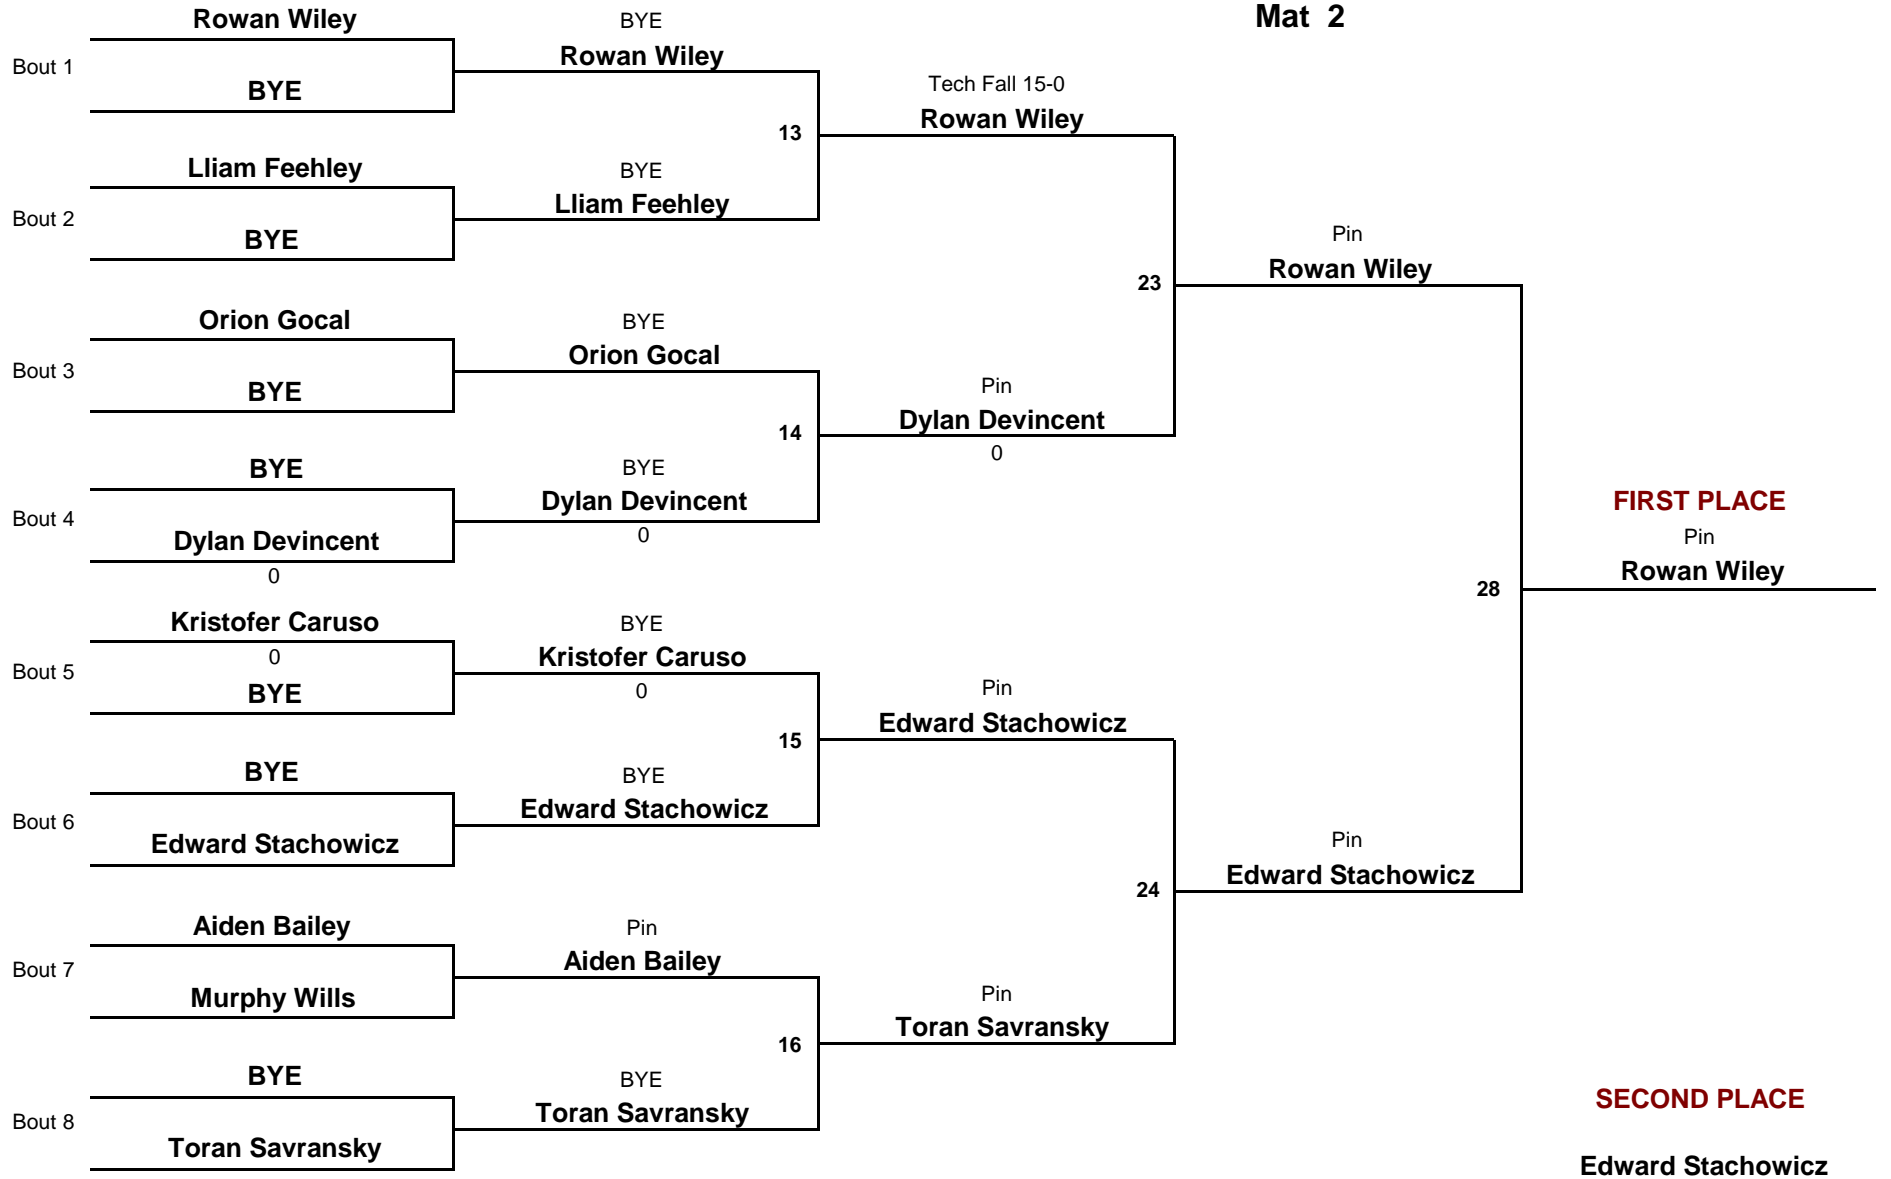 Mat 2
Rowan Wiley
Bout 1
BYE
BYE
Rowan Wiley
13
Tech Fall 15-0
Rowan Wiley
Lliam Feehley
Bout 2
BYE
BYE
Lliam Feehley
23
Pin
Rowan Wiley
Orion Gocal
Bout 3
BYE
BYE
Orion Gocal
14
Pin
Dylan Devincent
0
BYE
Bout 4
Dylan Devincent
0
BYE
Dylan Devincent
0
FIRST PLACE
Pin
Rowan Wiley
28
Kristofer Caruso
0
Bout 5
BYE
BYE
Kristofer Caruso
0
15
Pin
Edward Stachowicz
BYE
Bout 6
Edward Stachowicz
BYE
Edward Stachowicz
24
Pin
Edward Stachowicz
Aiden Bailey
Bout 7
Murphy Wills
Pin
Aiden Bailey
16
Pin
Toran Savransky
BYE
Bout 8
Toran Savransky
BYE
Toran Savransky
SECOND PLACE
Edward Stachowicz